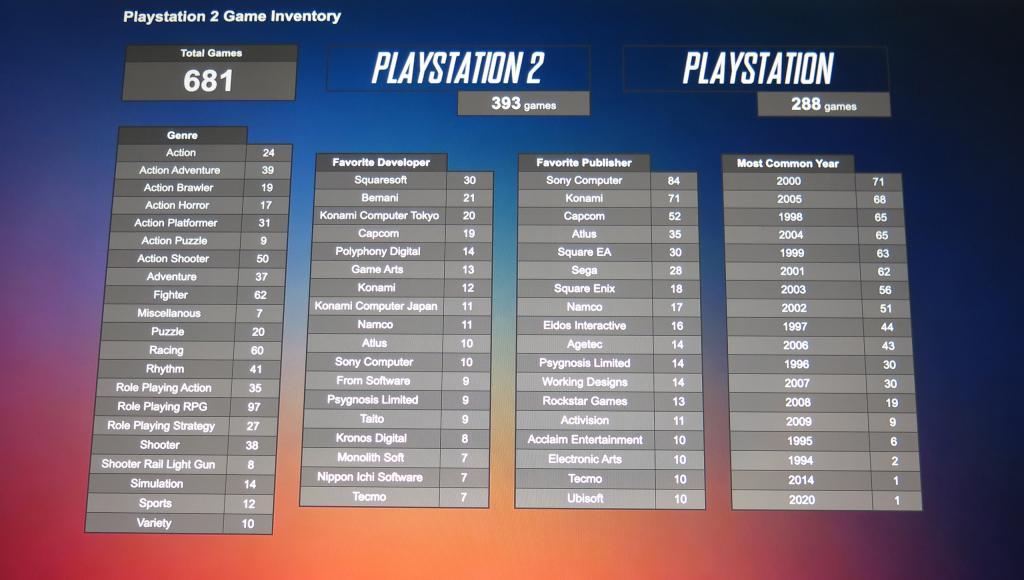 Playstation 2 Game Inventory
Total Games
681
PLAYSTATION 2
393 games
PLAYSTATION
288 games
Genre
Action 24
Action Adventure 39
Action Brawler 19
Action Horror 17
Action Platformer 31
Action Puzzle 9
Action Shooter 50
Adventure 37
Fighter 62
Miscellanous 7
Puzzle 20
Racing 60
Rhythm 41
Role Playing Action 35
Role Playing RPG 97
Role Playing Strategy 27
Shooter 38
Shooter Rail Light Gun 8
Simulation 14
Sports 12
Variety 10
Favorite Developer
Squaresoft 30
Bemani 21
Konami Computer Tokyo 20
Capcom 19
Polyphony Digital 14
Game Arts 13
Konami 12
Konami Computer Japan 11
Namco 11
Atlus 10
Sony Computer 10
From Software 9
Psygnosis Limited 9
Taito 9
Kronos Digital 8
Monolith Soft 7
Nippon Ichi Software 7
Tecmo 7
Favorite Publisher
Sony Computer 84
Konami 71
Capcom 52
Atlus 35
Square EA 30
Sega 28
Square Enix 18
Namco 17
Eidos Interactive 16
Agetec 14
Psygnosis Limited 14
Working Designs 14
Rockstar Games 13
Activision 11
Acclaim Entertainment 10
Electronic Arts 10
Tecmo 10
Ubisoft 10
Most Common Year
2000 71
2005 68
1998 65
2004 65
1999 63
2001 62
2003 56
2002 51
1997 44
2006 43
1996 30
2007 30
2008 19
2009 9
1995 6
1994 2
2014 1
2020 1